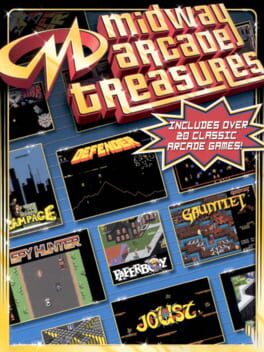 midway
arcade
treasures
INCLUDES OVER
20 CLASSIC
ARCADE GAMES!
DEFENDER
RAMPAGE
GAUNTLET
SPY HUNTER
PAPERBOY
JOUST